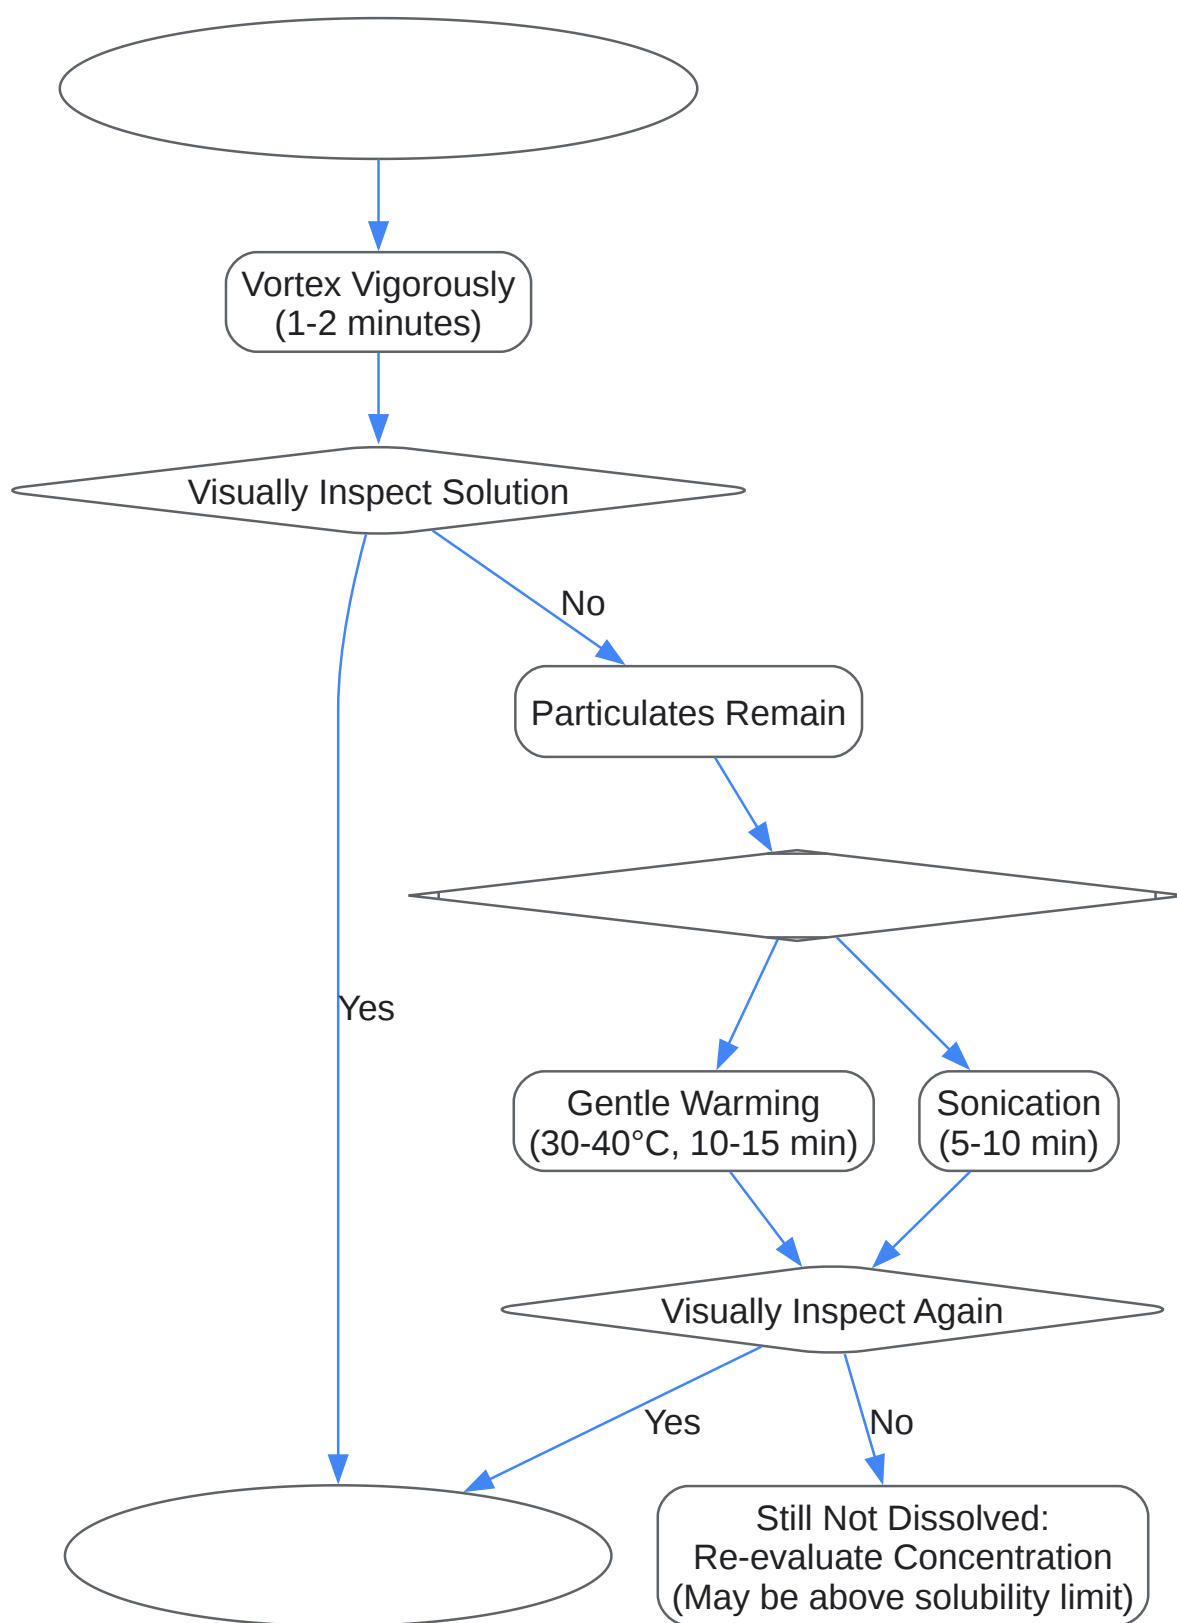 Vortex Vigorously
(1-2 minutes)
Visually Inspect Solution
No
Particulates Remain
Yes
Gentle Warming
(30-40°C, 10-15 min)
Sonication
(5-10 min)
Visually Inspect Again
Yes
No
Still Not Dissolved:
Re-evaluate Concentration
(May be above solubility limit)